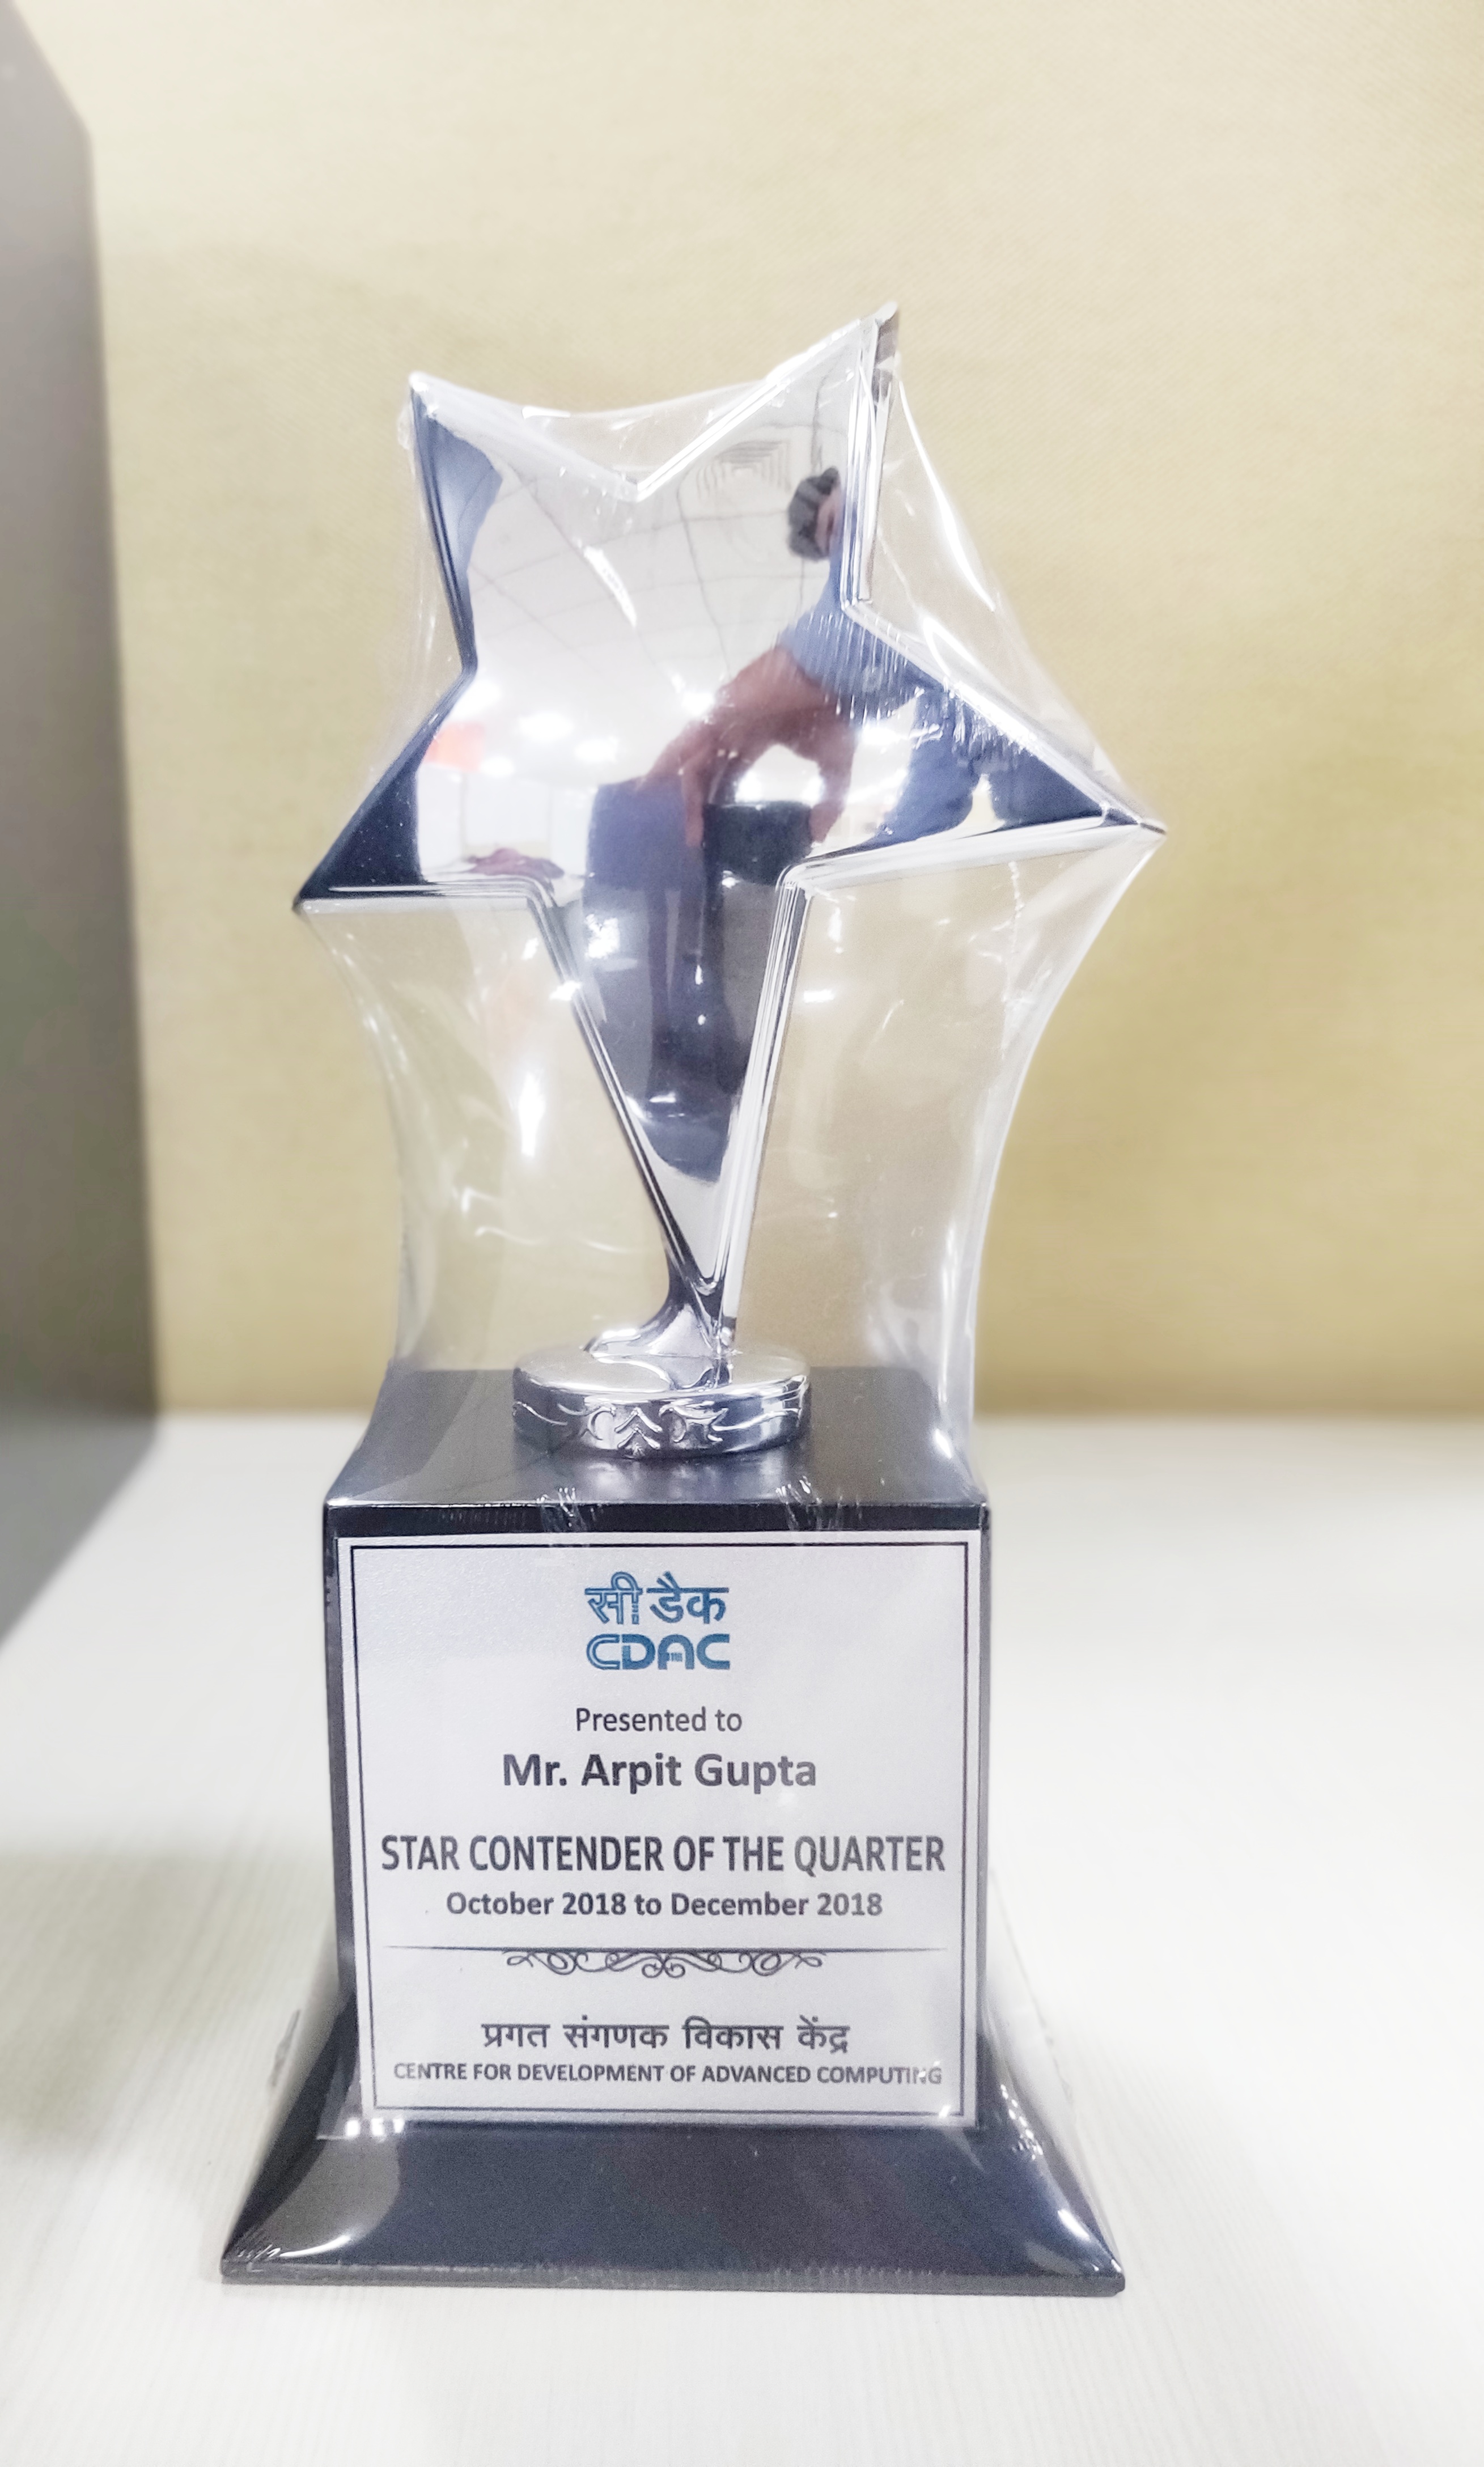 सी डैक
CDAC
Presented to
Mr. Arpit Gupta
STAR CONTENDER OF THE QUARTER
October 2018 to December 2018
प्रगत संगणक विकास केंद्र
CENTRE FOR DEVELOPMENT OF ADVANCED COMPUTING